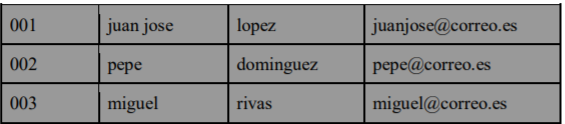 001 juan jose lopez juanjose@correo.es
002 pepe dominguez pepe@correo.es
003 miguel rivas miguel@correo.es